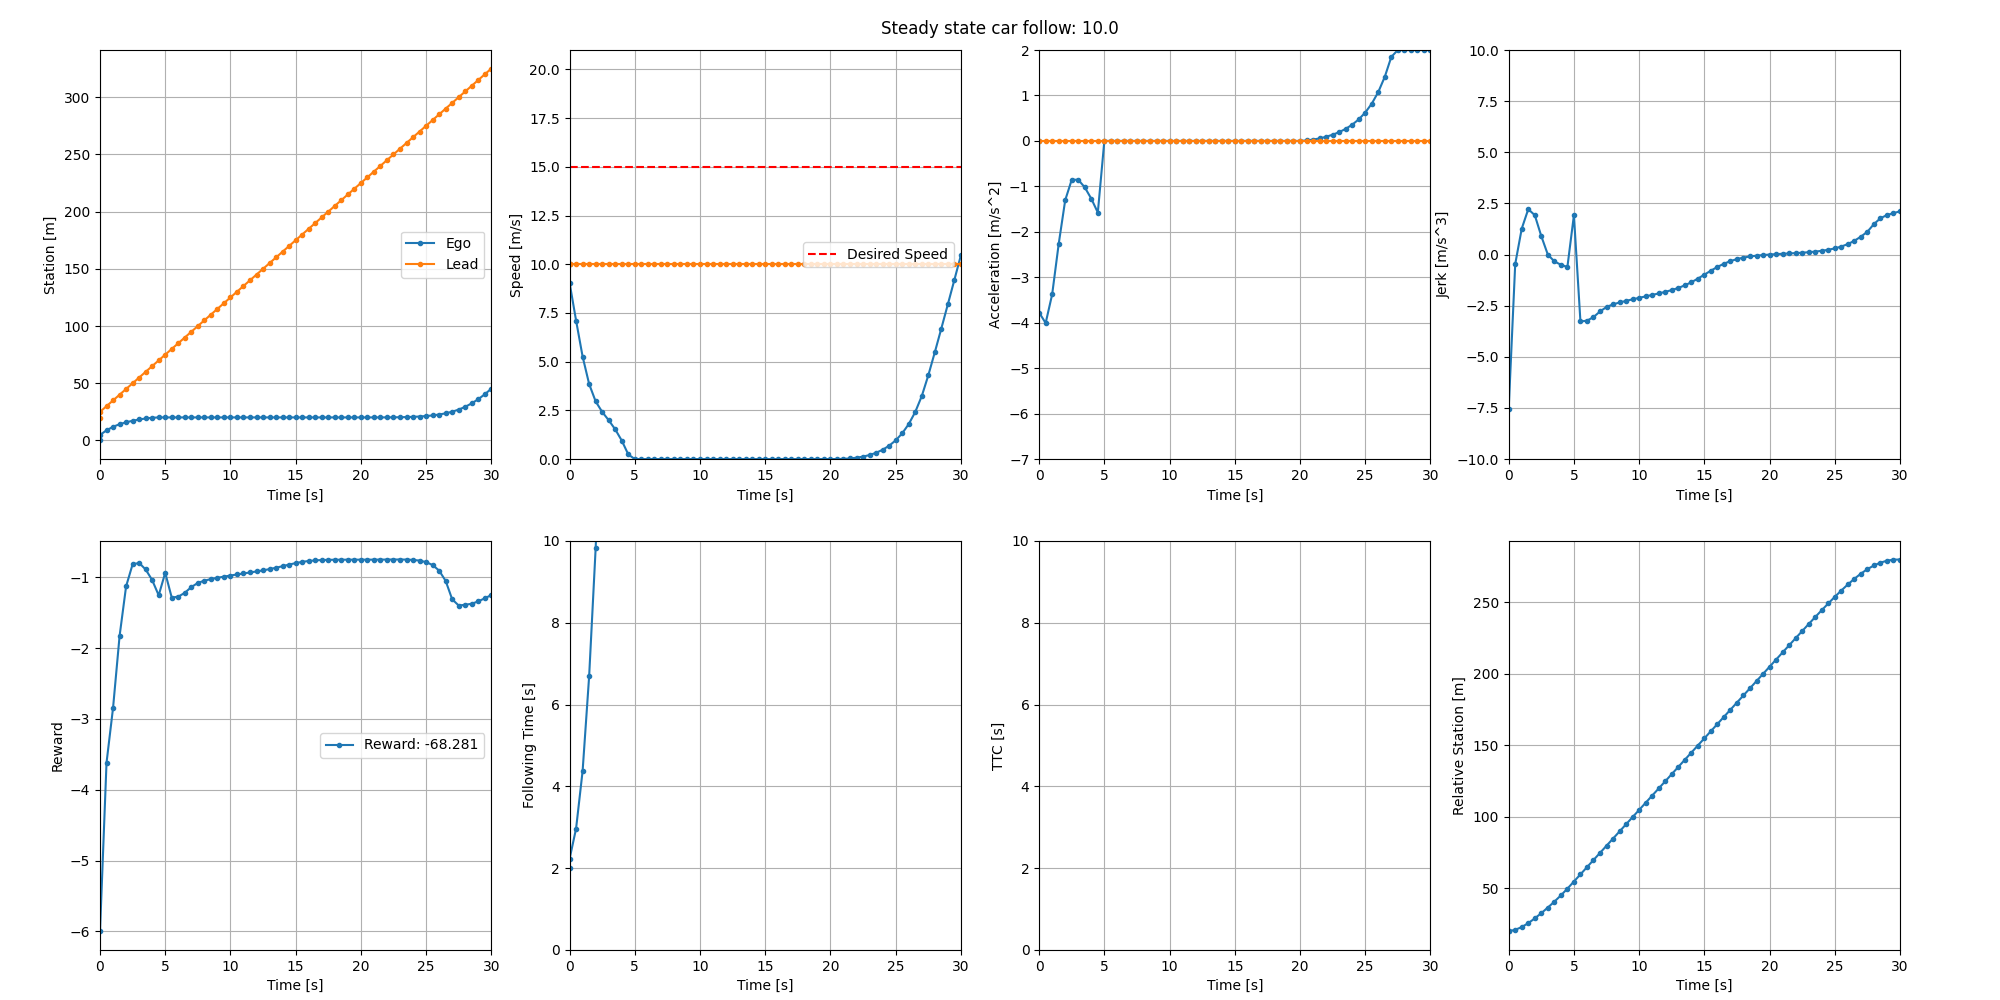 Steady state car follow: 10.0
Station [m]
300
250
200
150
100
50
0
Ego
Lead
0 5 10 15 20 25 30
Time [s]
Speed [m/s]
20.0
17.5
15.0
12.5
10.0
7.5
5.0
2.5
0.0
Desired Speed
0 5 10 15 20 25 30
Time [s]
Acceleration [m/s^2]
2
1
0
−1
−2
−3
−4
−5
−6
−7
0 5 10 15 20 25 30
Time [s]
Jerk [m/s^3]
10.0
7.5
5.0
2.5
0.0
−2.5
−5.0
−7.5
−10.0
0 5 10 15 20 25 30
Time [s]
Reward
−1
−2
−3
−4
−5
−6
Reward: -68.281
0 5 10 15 20 25 30
Time [s]
Following Time [s]
10
8
6
4
2
0
0 5 10 15 20 25 30
Time [s]
TTC [s]
10
8
6
4
2
0
0 5 10 15 20 25 30
Time [s]
Relative Station [m]
250
200
150
100
50
0 5 10 15 20 25 30
Time [s]